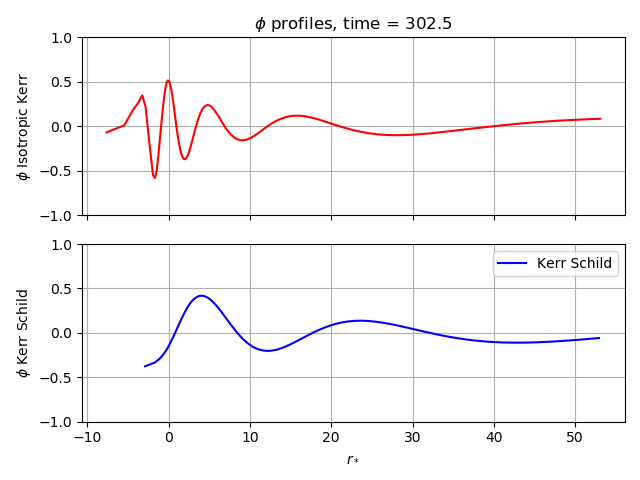 ϕ profiles, time = 302.5
1.0
0.5
0.0
−0.5
−1.0
ϕ Isotropic Kerr
1.0
0.5
0.0
−0.5
−1.0
ϕ Kerr Schild
Kerr Schild
−10 0 10 20 30 40 50
r*